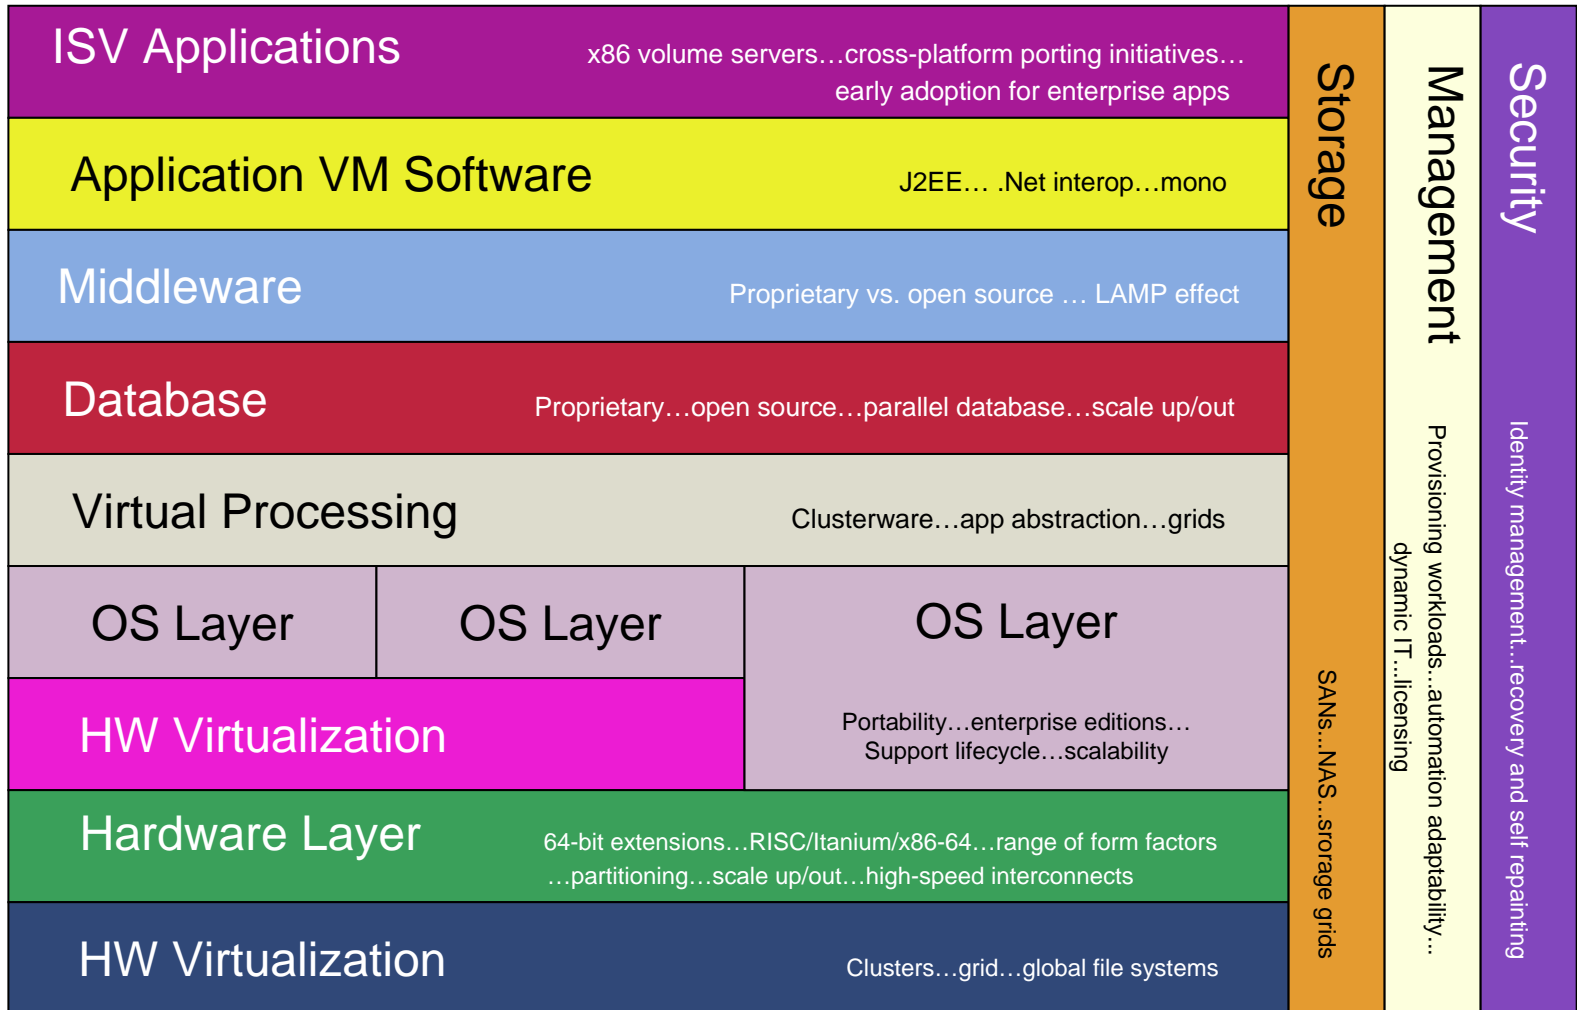 ISV Applications
x86 volume servers…cross-platform porting initiatives…
early adoption for enterprise apps
Application VM Software
J2EE… .Net interop…mono
Middleware
Proprietary vs. open source … LAMP effect
Database
Proprietary…open source…parallel database…scale up/out
Virtual Processing
Clusterware…app abstraction…grids
OS Layer
OS Layer
OS Layer
Portability…enterprise editions…
Support lifecycle…scalability
HW Virtualization
Hardware Layer
64-bit extensions…RISC/Itanium/x86-64…range of form factors
…partitioning…scale up/out…high-speed interconnects
HW Virtualization
Clusters…grid…global file systems
Storage
SANs...NAS...srorage grids
Management
Provisioning workloads...automation adaptability...
dynamic IT...licensing
Security
Identity management...recovery and self repainting